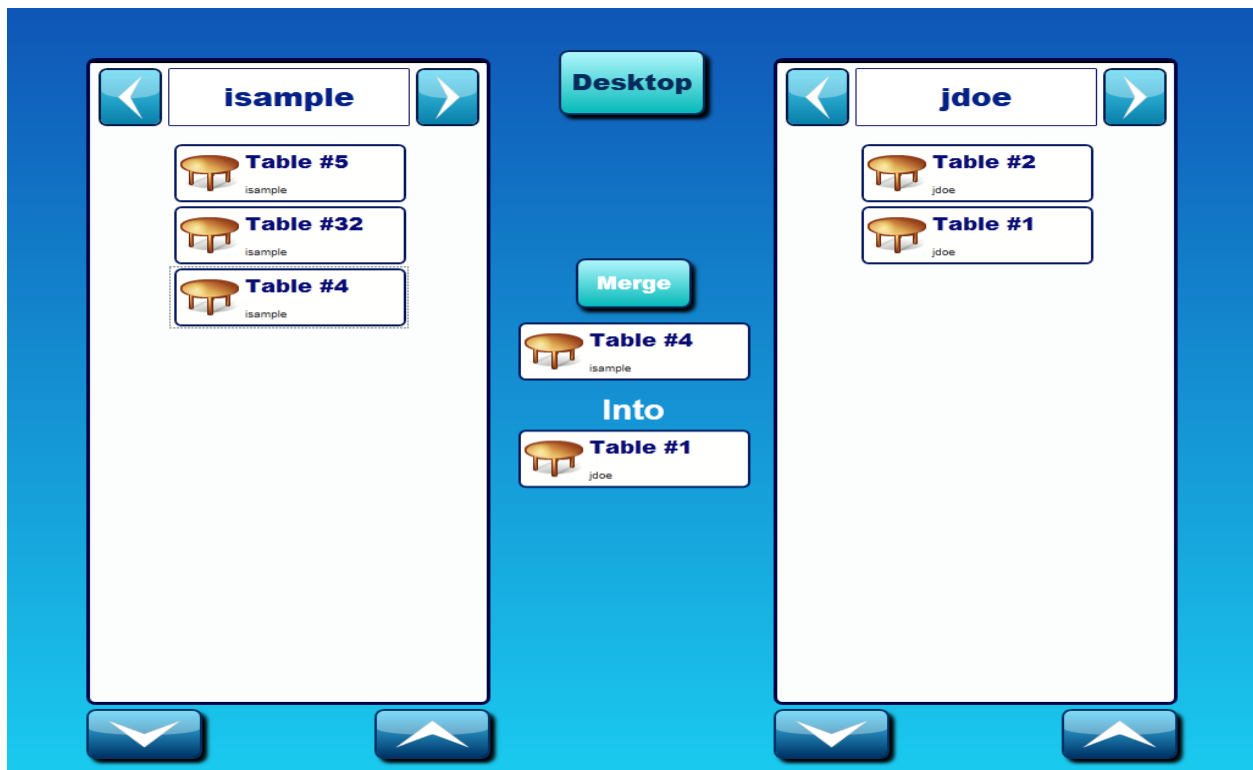 isample
Table #5
isample
Table #32
isample
Table #4
isample
Desktop
Merge
Table #4
isample
Into
Table #1
jdoe
jdoe
Table #2
jdoe
Table #1
jdoe